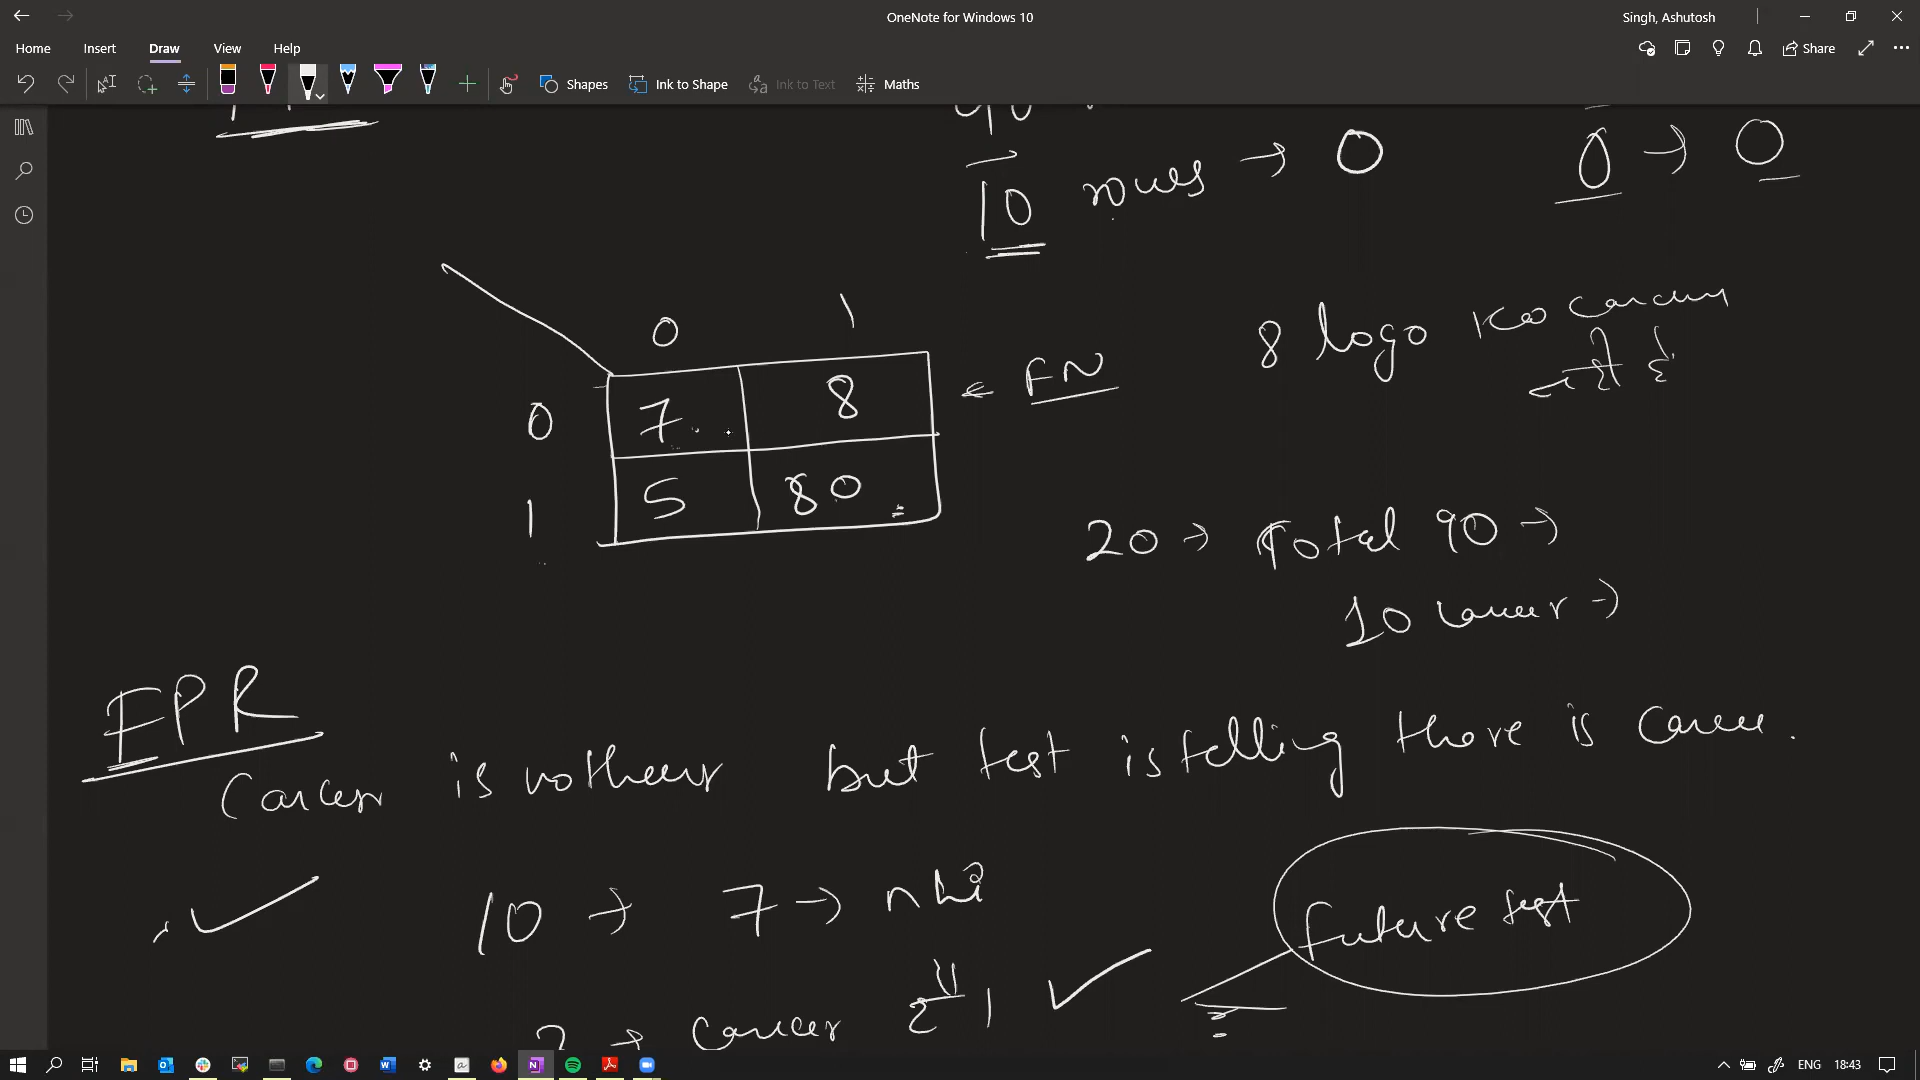 OneNote for Windows 10
Singh, Ashutosh
Home Insert Draw View Help
Share
Shapes Ink to Shape Ink to Text Maths
10 rows → 0
0 → 0
0 1
0 7 8 ← FN
1 5 80
8 logo ko cancer
20 → Total 90 →
10 cancer →
FPR
Cancer is not there but test is telling there is cancer.
10 → 7 → nhi
future test
2 → cancer
ENG 18:43